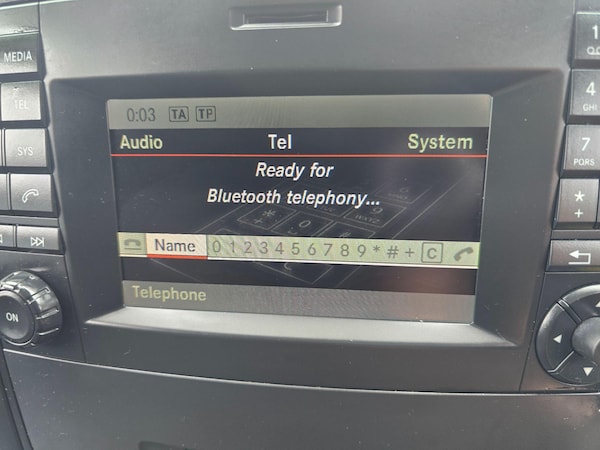 MEDIA
TEL
SYS
ON
0:03 TA TP
Audio Tel System
Ready for
Bluetooth telephony...
Name 0 1 2 3 4 5 6 7 8 9 * # + C
Telephone
1
4
GHI
7
PQRS
*
+